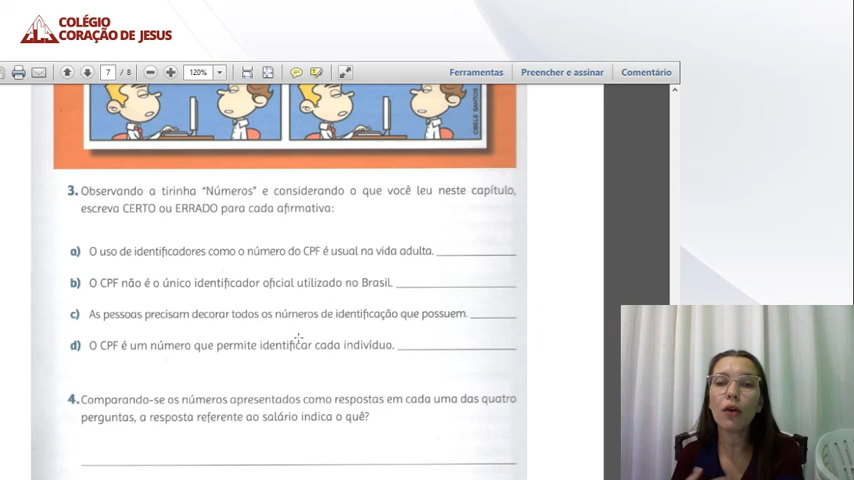 COLÉGIO
CORAÇÃO DE JESUS
7 / 8
120%
Ferramentas
Preencher e assinar
Comentário
CIBELE SANTOS
3. Observando a tirinha “Números” e considerando o que você leu neste capítulo,
escreva CERTO ou ERRADO para cada afirmativa:
a) O uso de identificadores como o número do CPF é usual na vida adulta.
b) O CPF não é o único identificador oficial utilizado no Brasil.
c) As pessoas precisam decorar todos os números de identificação que possuem.
d) O CPF é um número que permite identificar cada indivíduo.
4. Comparando-se os números apresentados como respostas em cada uma das quatro
perguntas, a resposta referente ao salário indica o quê?